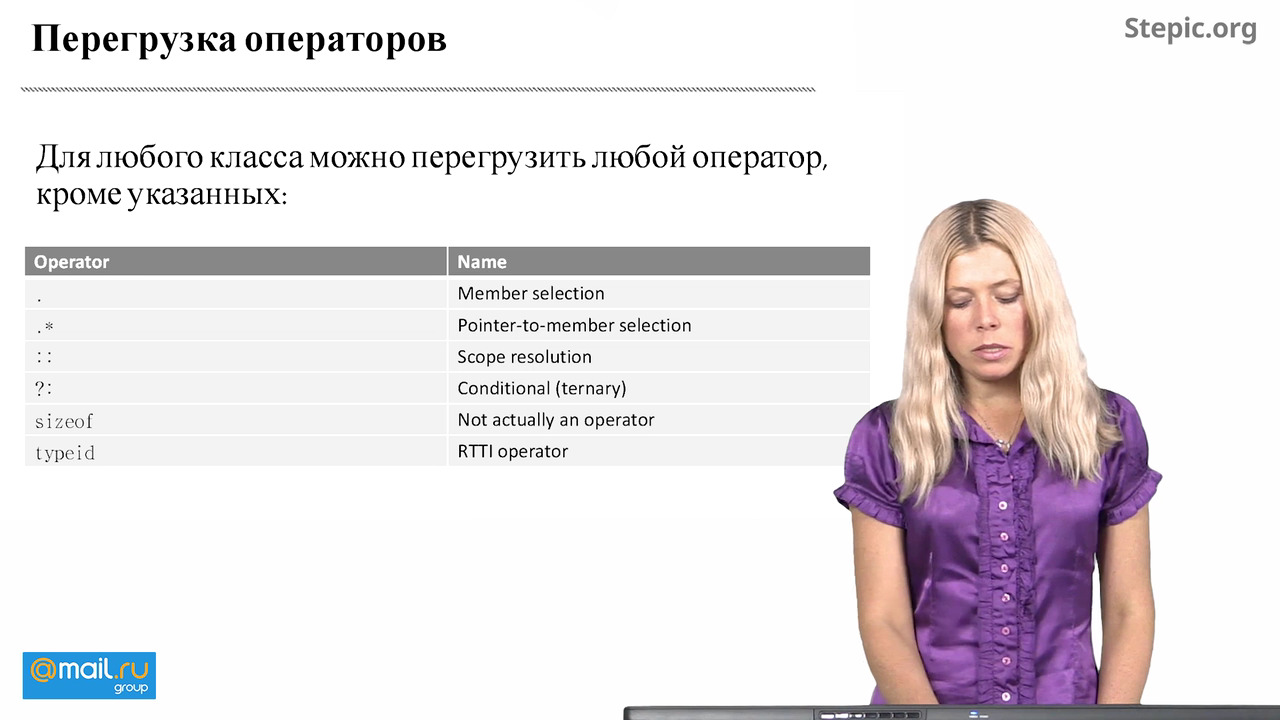 Перегрузка операторов
Stepic.org
Для любого класса можно перегрузить любой оператор,
кроме указанных:
Operator Name
. Member selection
.* Pointer-to-member selection
:: Scope resolution
?: Conditional (ternary)
sizeof Not actually an operator
typeid RTTI operator
@mail.ru
group